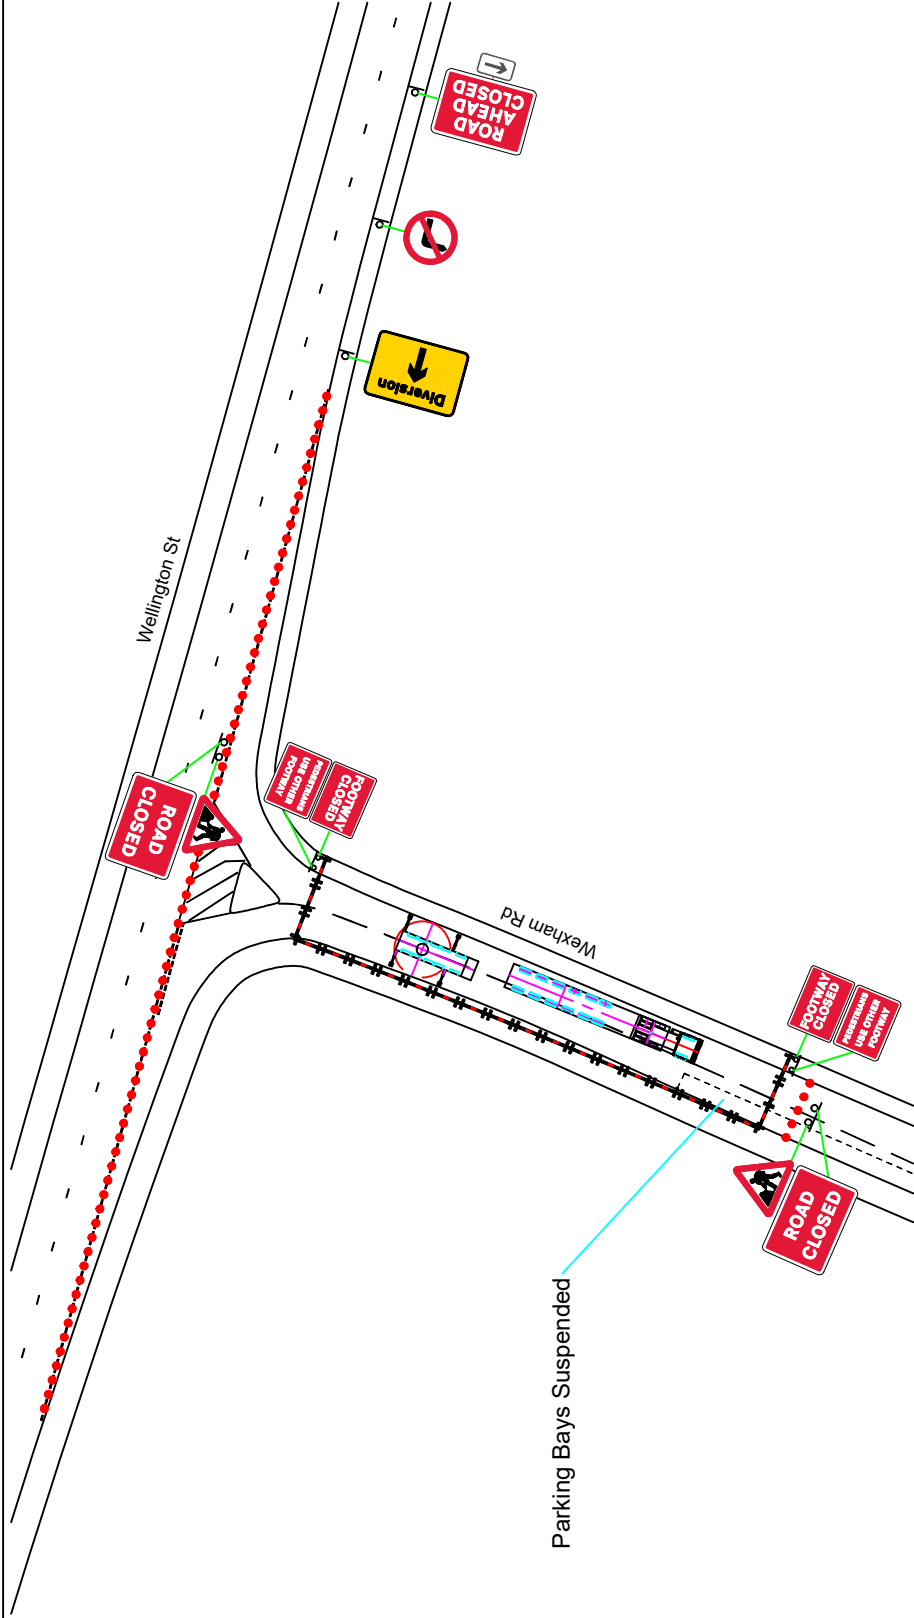 ROAD
AHEAD
CLOSED
Diversion
Wellington St
ROAD
CLOSED
PEDESTRIANS
USE OTHER
FOOTWAY
FOOTWAY
CLOSED
Wexham Rd
FOOTWAY
CLOSED
PEDESTRIANS
USE OTHER
FOOTWAY
ROAD
CLOSED
Parking Bays Suspended